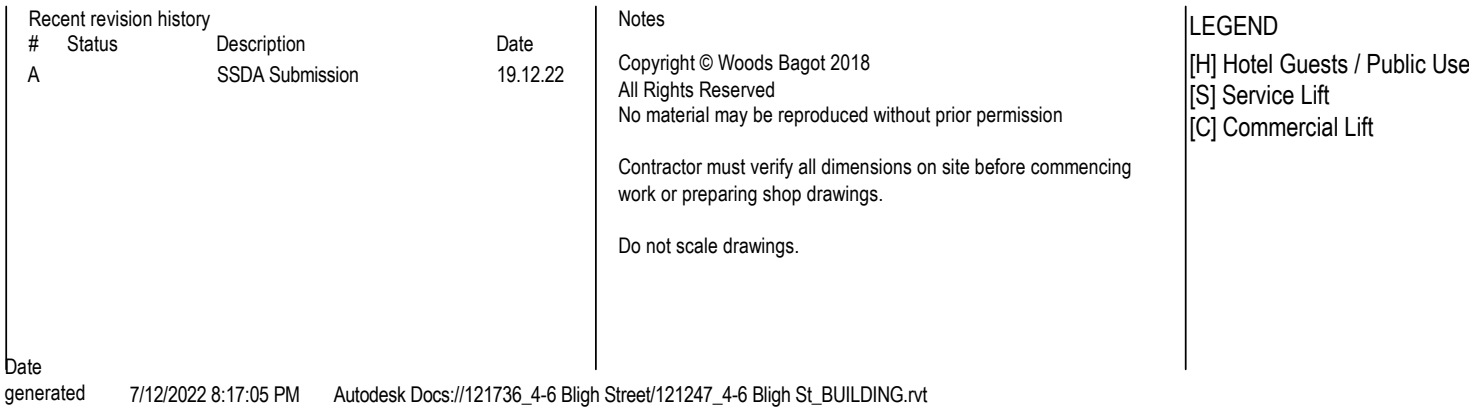 Recent revision history
# Status Description Date
A SSDA Submission 19.12.22
Notes
Copyright © Woods Bagot 2018
All Rights Reserved
No material may be reproduced without prior permission
Contractor must verify all dimensions on site before commencing
work or preparing shop drawings.
Do not scale drawings.
LEGEND
[H] Hotel Guests / Public Use
[S] Service Lift
[C] Commercial Lift
Date
generated 7/12/2022 8:17:05 PM Autodesk Docs://121736_4-6 Bligh Street/121247_4-6 Bligh St_BUILDING.rvt